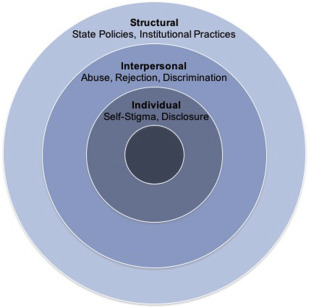 Structural
State Policies, Institutional Practices
Interpersonal
Abuse, Rejection, Discrimination
Individual
Self-Stigma, Disclosure